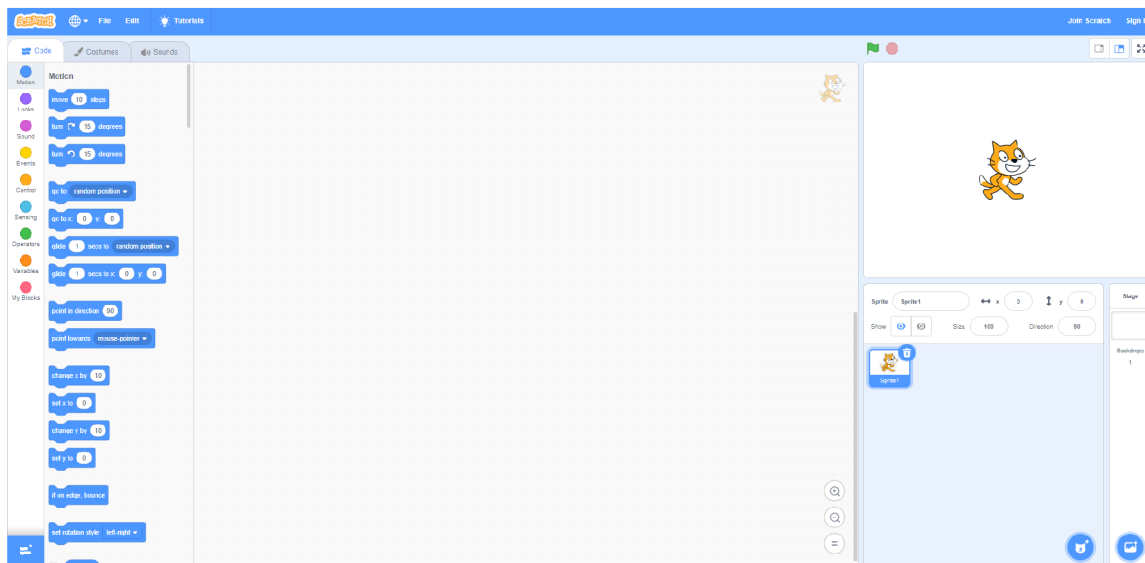 SCRATCH File Edit Tutorials Join Scratch Sign
Code Costumes Sounds
Motion
Looks
Sound
Events
Control
Sensing
Operators
Variables
My Blocks
Motion
move 10 steps
turn 15 degrees
turn 15 degrees
go to random position
go to x: 0 y: 0
glide 1 secs to random position
glide 1 secs to x: 0 y: 0
point in direction 90
point towards mouse-pointer
change x by 10
set x to 0
change y by 10
set y to 0
if on edge, bounce
set rotation style left-right
Sprite Sprite1 x y
Show Size 100 Direction 90
Sprite1
Stage
Backdrops
1